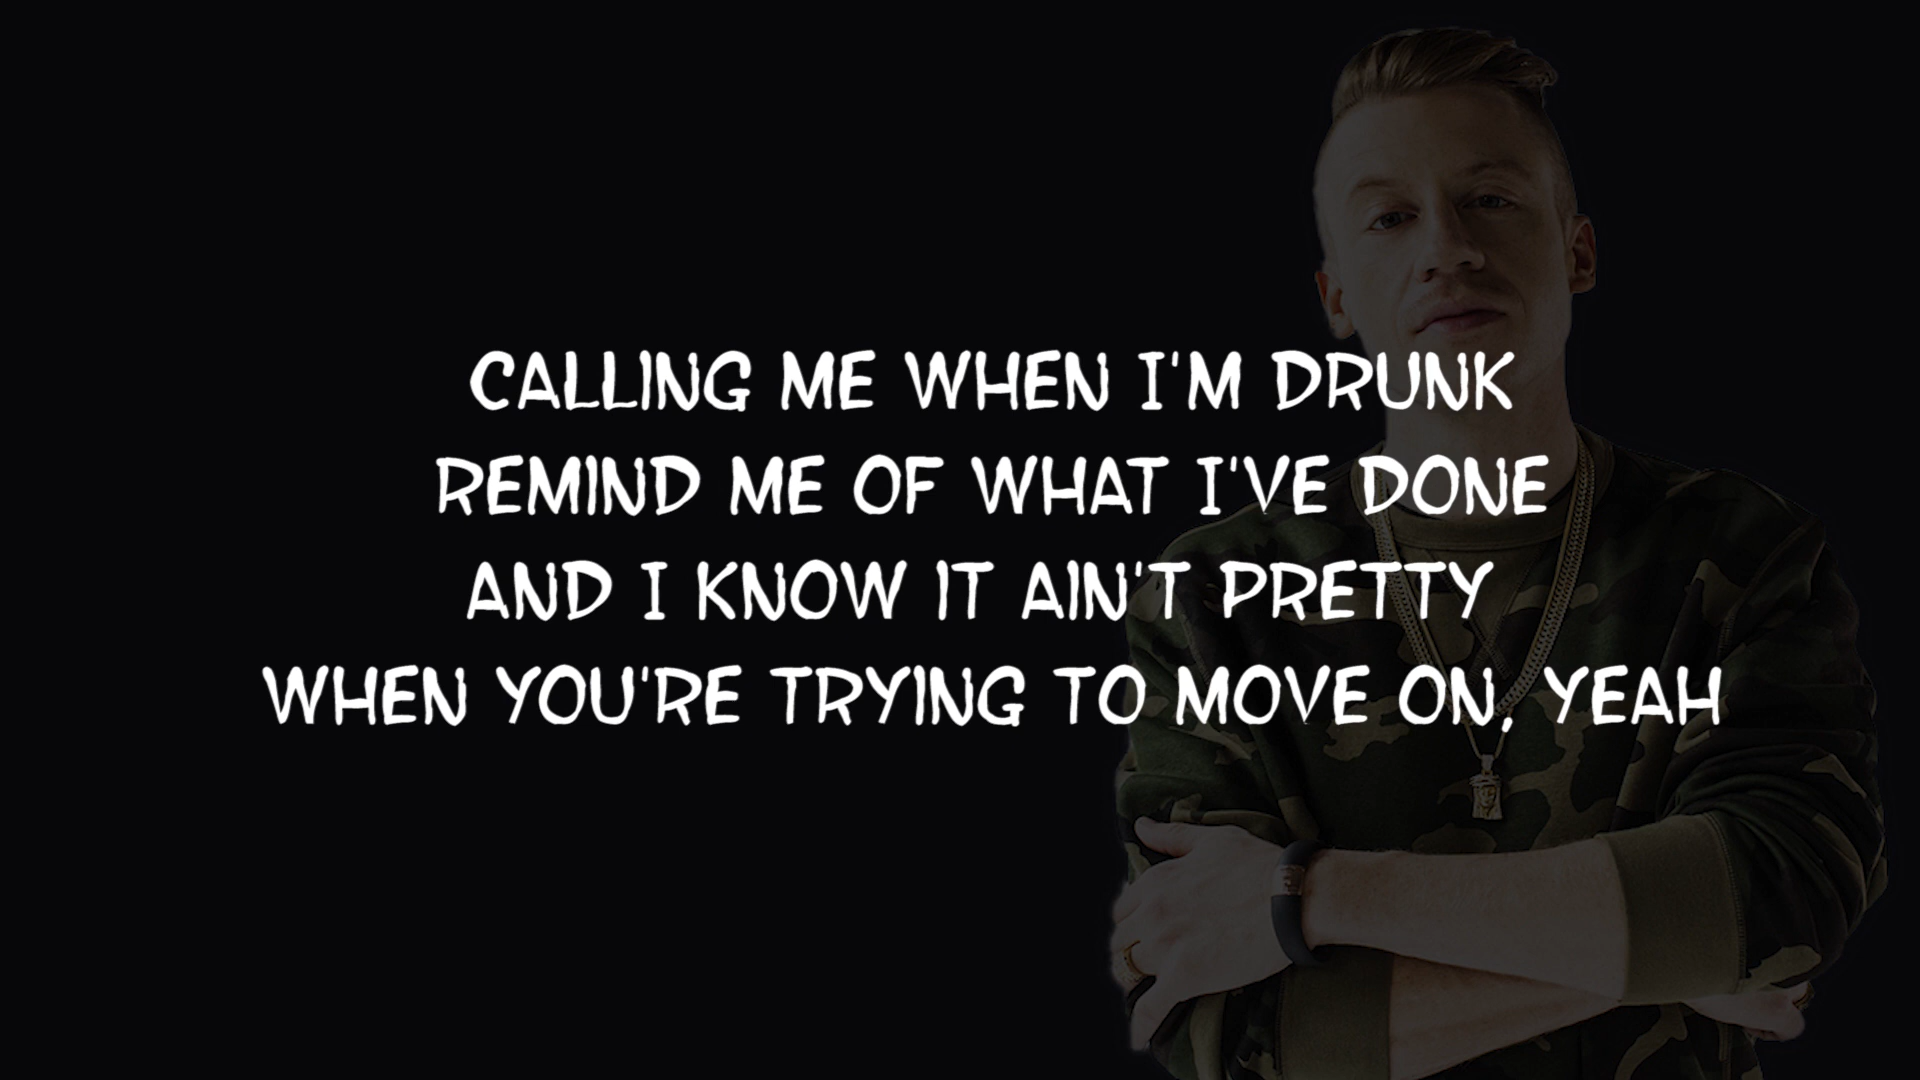 CALLING ME WHEN I'M DRUNK
REMIND ME OF WHAT I'VE DONE
AND I KNOW IT AIN'T PRETTY
WHEN YOU'RE TRYING TO MOVE ON, YEAH